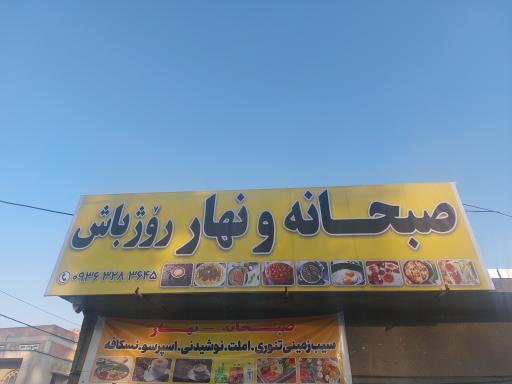 صبحانه و نهار رۆژباش
۰۹۳۶ ۳۲۸ ۳۶۴۵
صبحانه - نهار
سیب‌زمینی تنوری.املت.نوشیدنی.اسپرسو.نسکافه